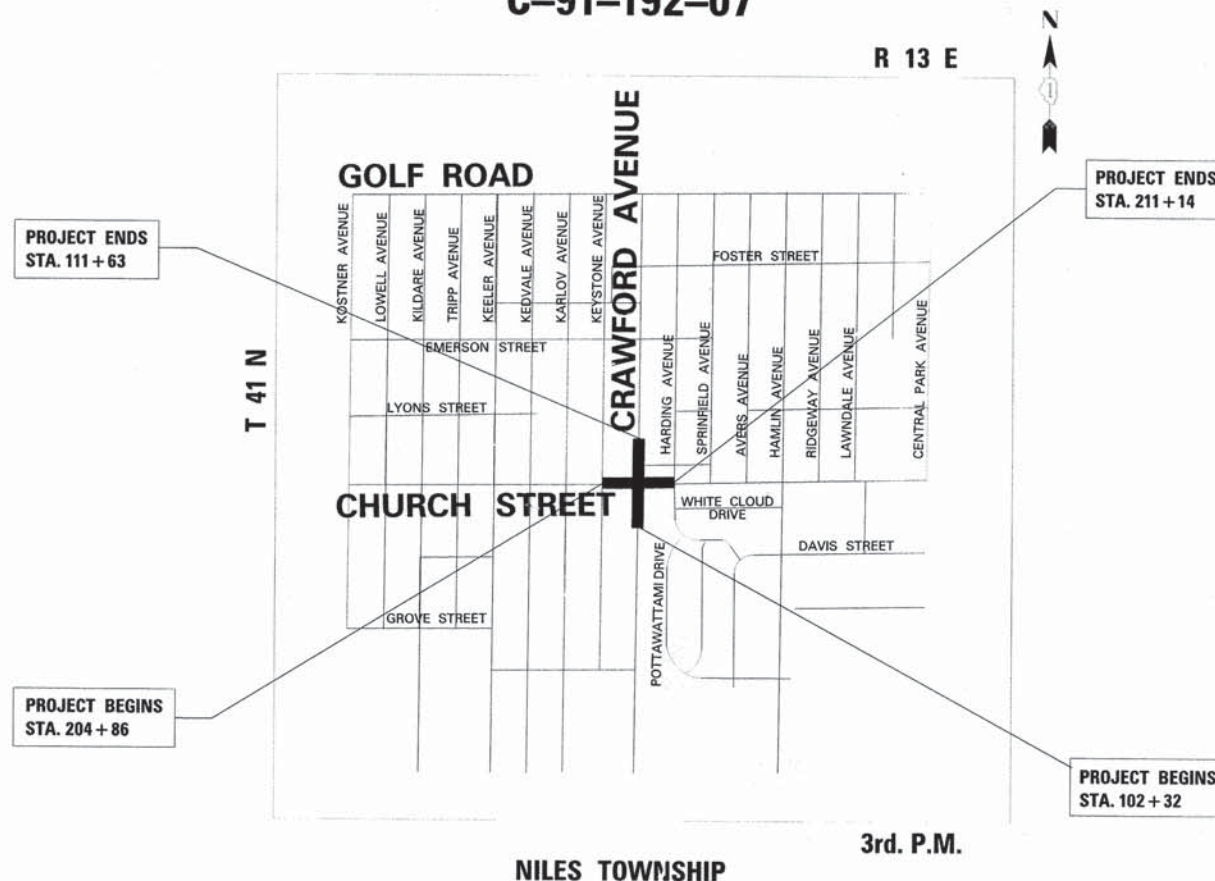 C–91–192–07
N
R 13 E
PROJECT ENDS
STA. 211+14
GOLF ROAD
CRAWFORD AVENUE
PROJECT ENDS
STA. 111+63
KOSTNER AVENUE
LOWELL AVENUE
KILDARE AVENUE
TRIPP AVENUE
KEELER AVENUE
KEDVALE AVENUE
KARLOV AVENUE
KEYSTONE AVENUE
FOSTER STREET
EMERSON STREET
T 41 N
LYONS STREET
HARDING AVENUE
SPRINFIELD AVENUE
AVERS AVENUE
HAMLIN AVENUE
RIDGEWAY AVENUE
LAWNDALE AVENUE
CENTRAL PARK AVENUE
CHURCH STREET
WHITE CLOUD
DRIVE
DAVIS STREET
POTTAWATTAMI DRIVE
GROVE STREET
PROJECT BEGINS
STA. 204+86
PROJECT BEGINS
STA. 102+32
3rd. P.M.
NILES TOWNSHIP